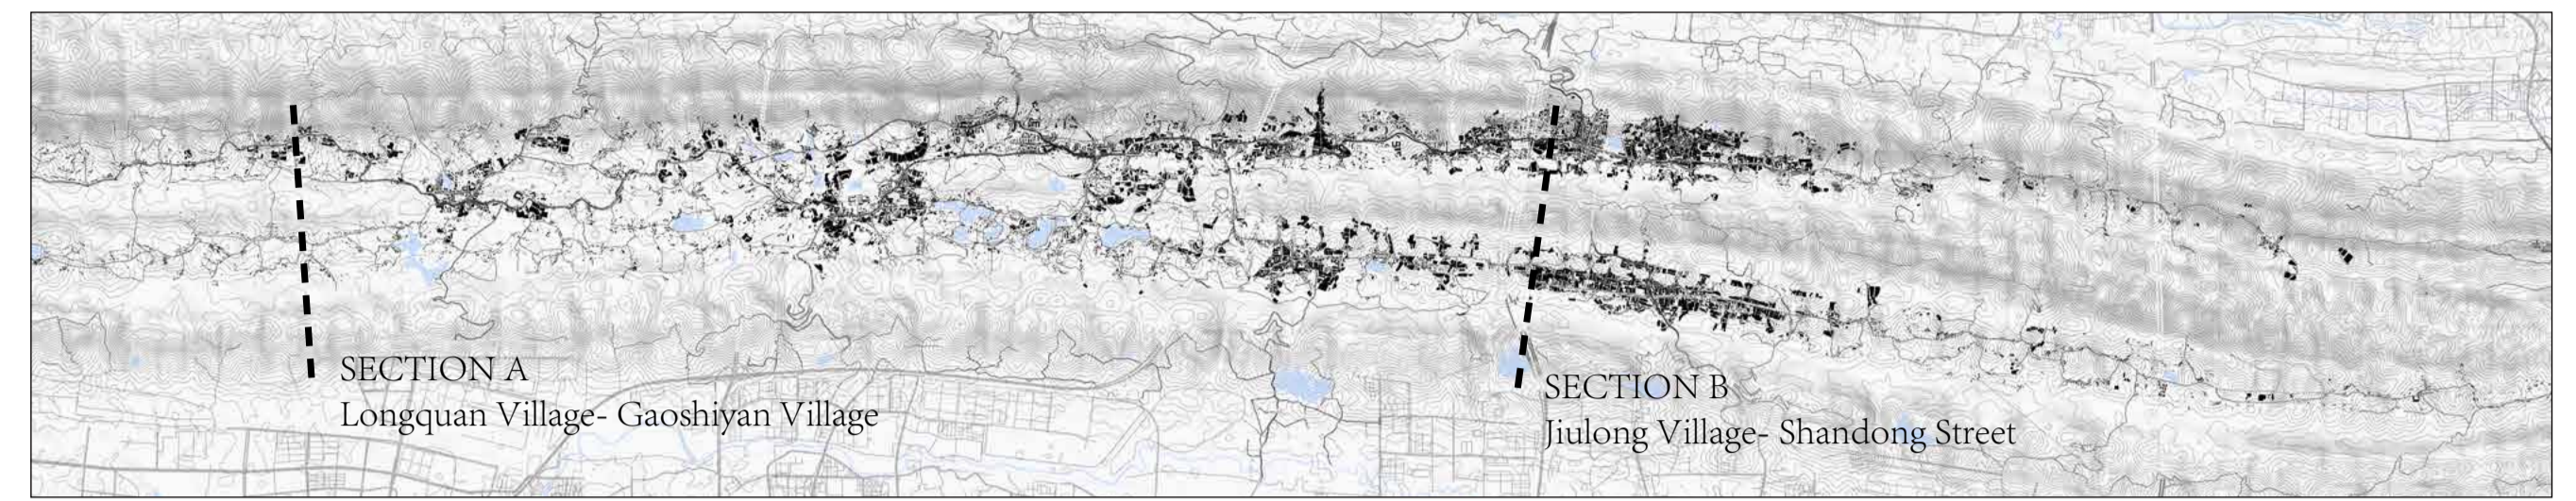 SECTION A
Longquan Village- Gaoshiyan Village
SECTION B
Jiulong Village- Shandong Street